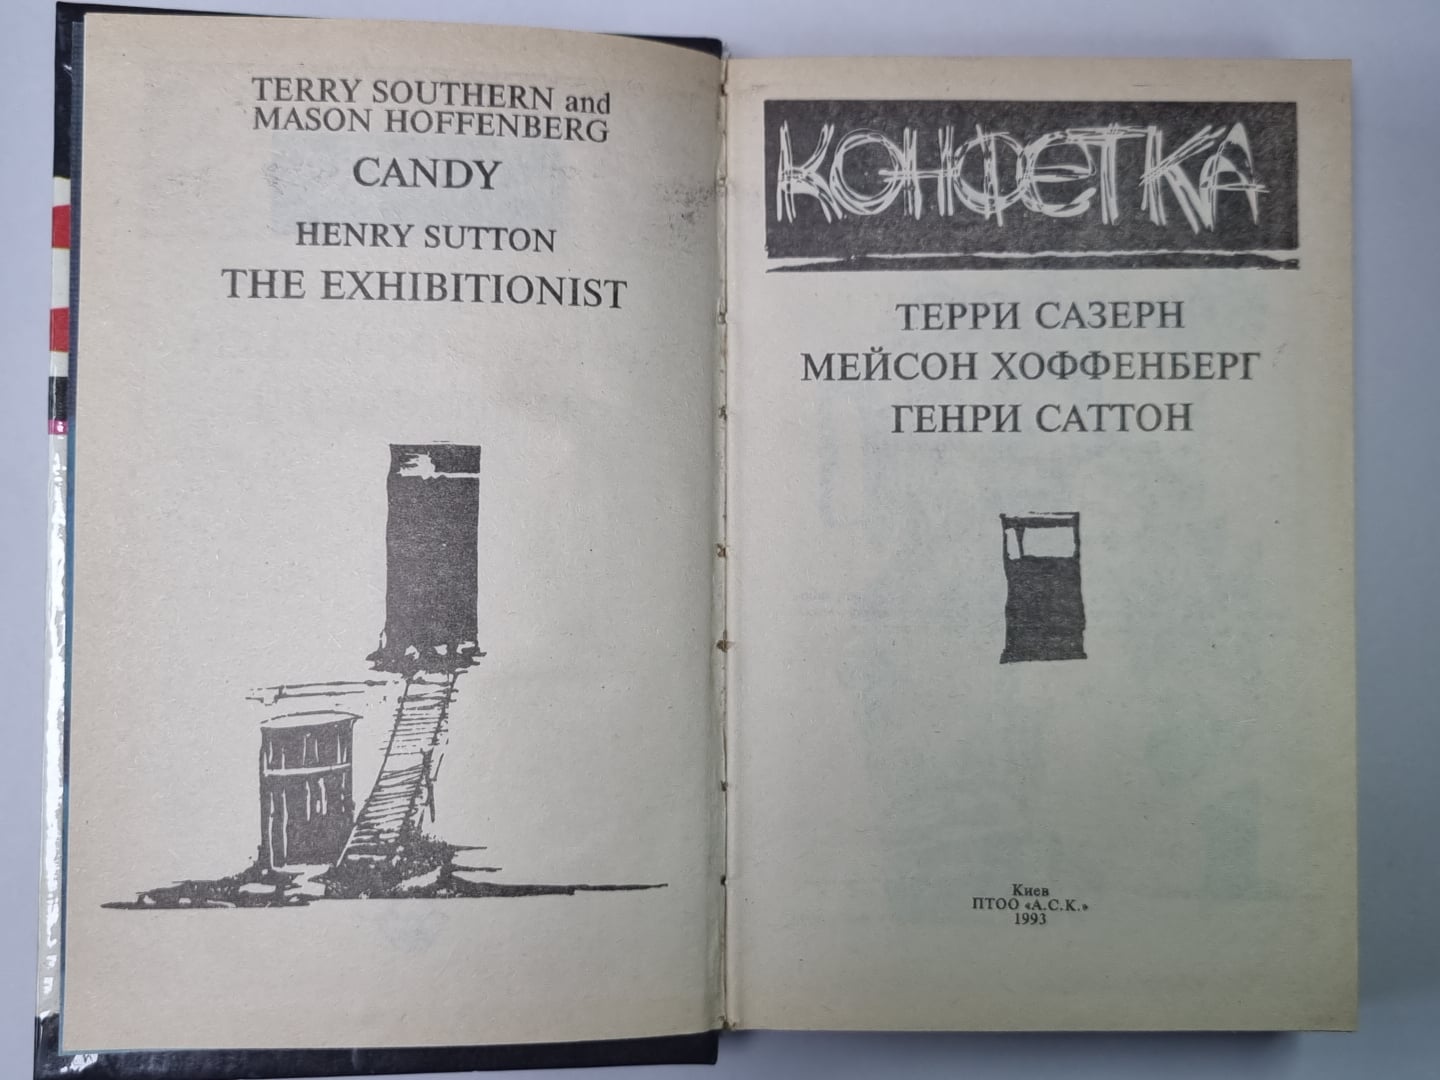 TERRY SOUTHERN and
MASON HOFFENBERG
CANDY
HENRY SUTTON
THE EXHIBITIONIST
КОНФЕТКА
ТЕРРИ САЗЕРН
МЕЙСОН ХОФФЕНБЕРГ
ГЕНРИ САТТОН
Киев
ПТОО «А.С.К.»
1993